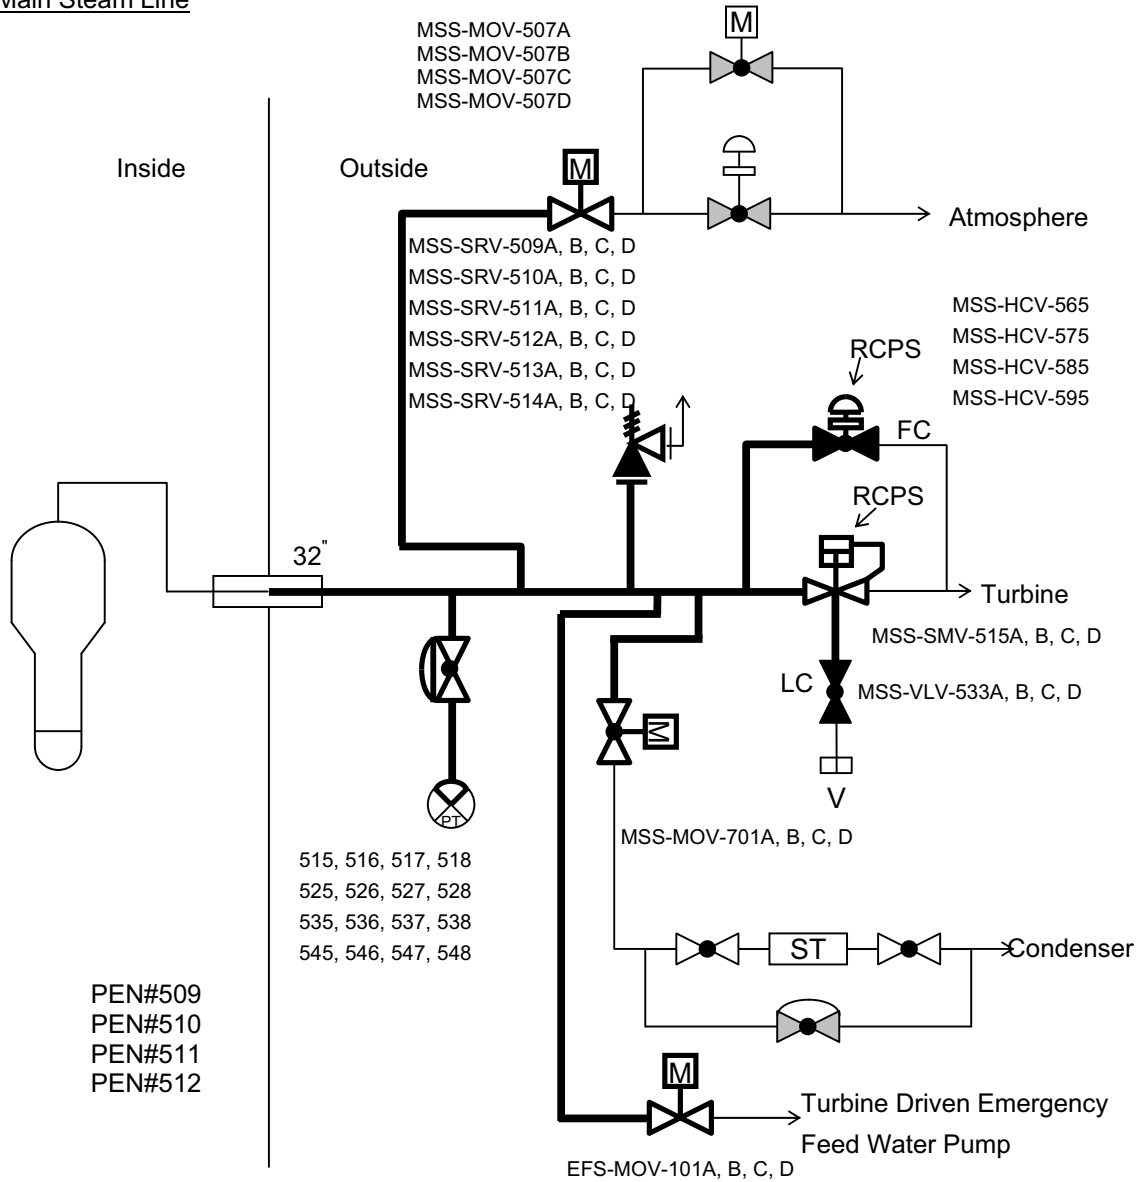 Main Steam Line
MSS-MOV-507A
MSS-MOV-507B
MSS-MOV-507C
MSS-MOV-507D
M
Inside
Outside
M
Atmosphere
MSS-SRV-509A, B, C, D
MSS-SRV-510A, B, C, D
MSS-SRV-511A, B, C, D
MSS-SRV-512A, B, C, D
MSS-SRV-513A, B, C, D
MSS-SRV-514A, B, C, D
MSS-HCV-565
MSS-HCV-575
MSS-HCV-585
MSS-HCV-595
RCPS
FC
RCPS
32"
Turbine
MSS-SMV-515A, B, C, D
LC
MSS-VLV-533A, B, C, D
M
V
PT
MSS-MOV-701A, B, C, D
515, 516, 517, 518
525, 526, 527, 528
535, 536, 537, 538
545, 546, 547, 548
ST
Condenser
PEN#509
PEN#510
PEN#511
PEN#512
M
Turbine Driven Emergency
Feed Water Pump
EFS-MOV-101A, B, C, D